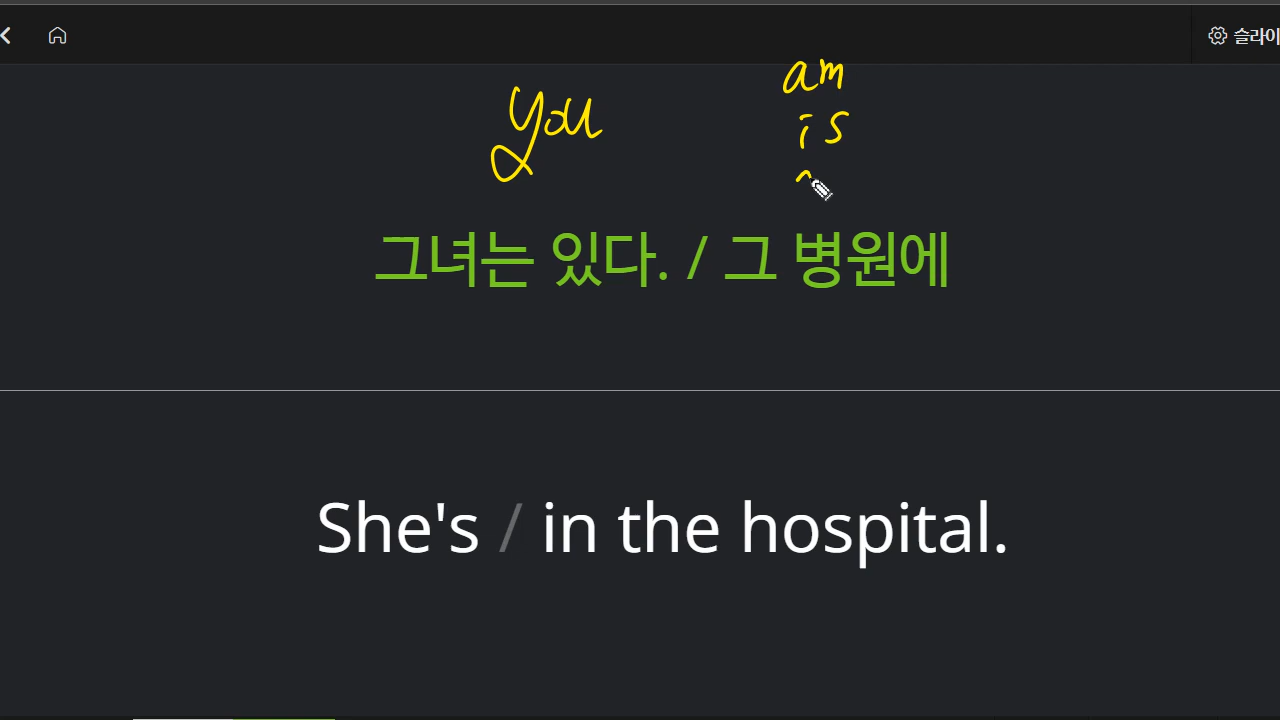 슬라이
you am
is
그녀는 있다. / 그 병원에
She's / in the hospital.